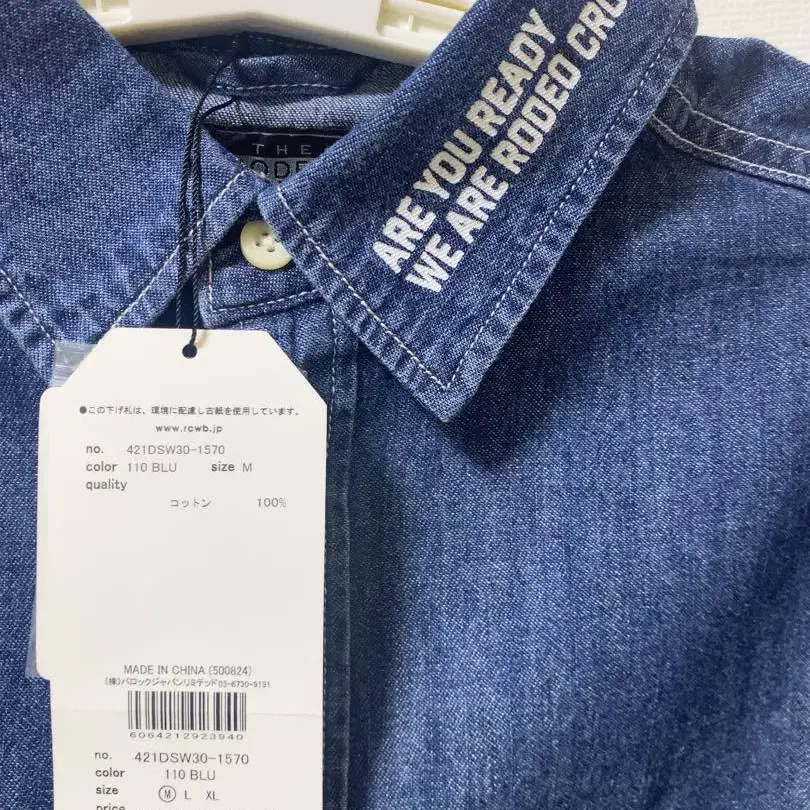 ARE YOU READY
WE ARE RODEO
THE
●この下げ札は、環境に配慮し古紙を使用しています。
www.rcwb.jp
no. 421DSW30-1570
color 110 BLU size M
quality
コットン 100%
MADE IN CHINA (500824)
(株)バロックジャパンリミテッド03-6730-9191
6064212923940
no. 421DSW30-1570
color 110 BLU
size M L XL
price